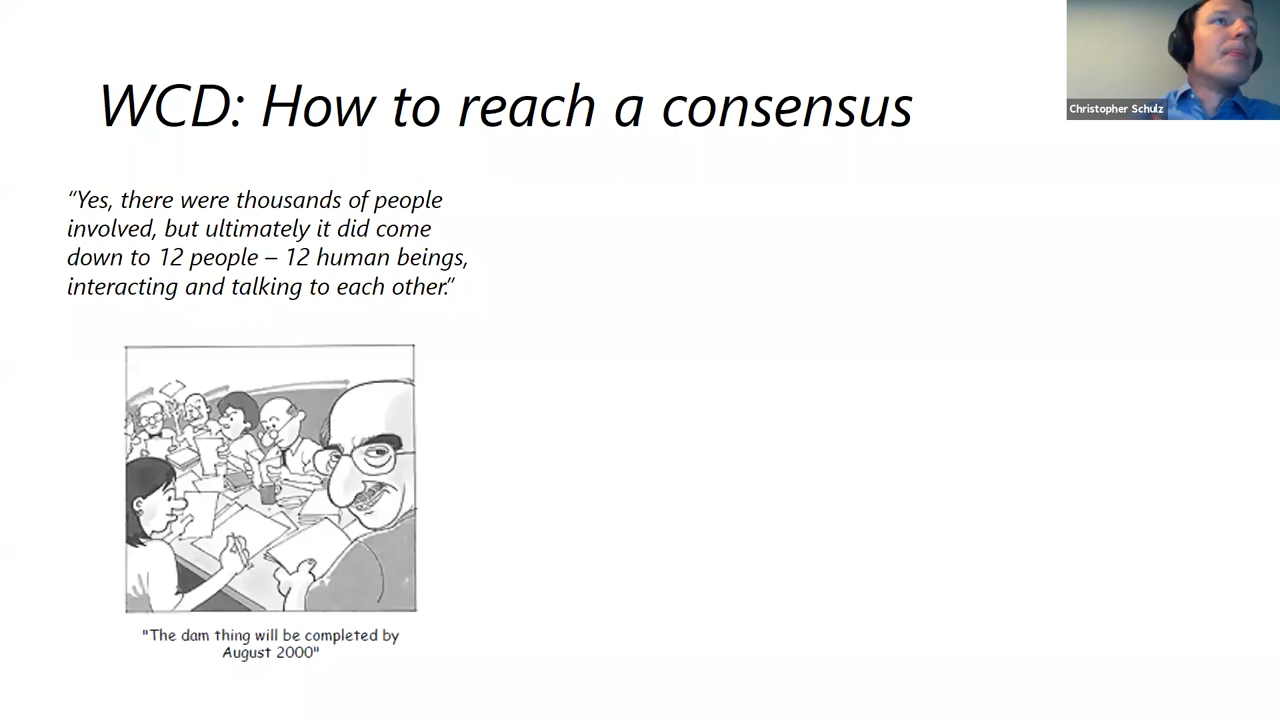 WCD: How to reach a consensus
Christopher Schulz
“Yes, there were thousands of people
involved, but ultimately it did come
down to 12 people – 12 human beings,
interacting and talking to each other.”
"The dam thing will be completed by
August 2000"